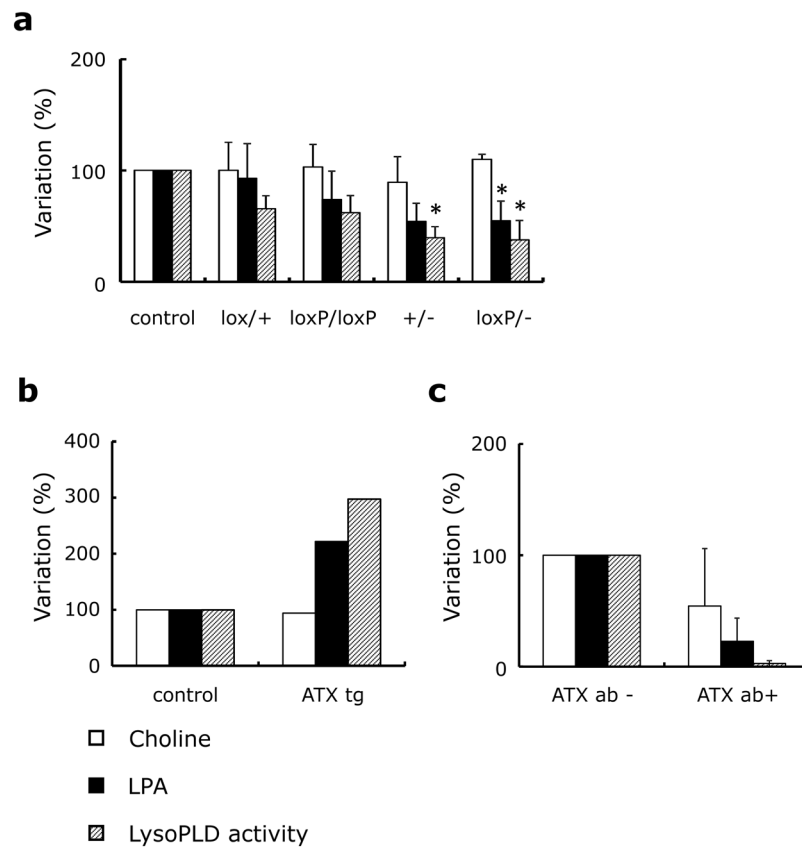 a
200
100
0
Variation (%)
*
*
*
control lox/+ loxP/loxP +/- loxP/-
b
400
300
200
100
0
Variation (%)
control ATX tg
c
200
100
0
Variation (%)
ATX ab - ATX ab+
Choline
LPA
LysoPLD activity